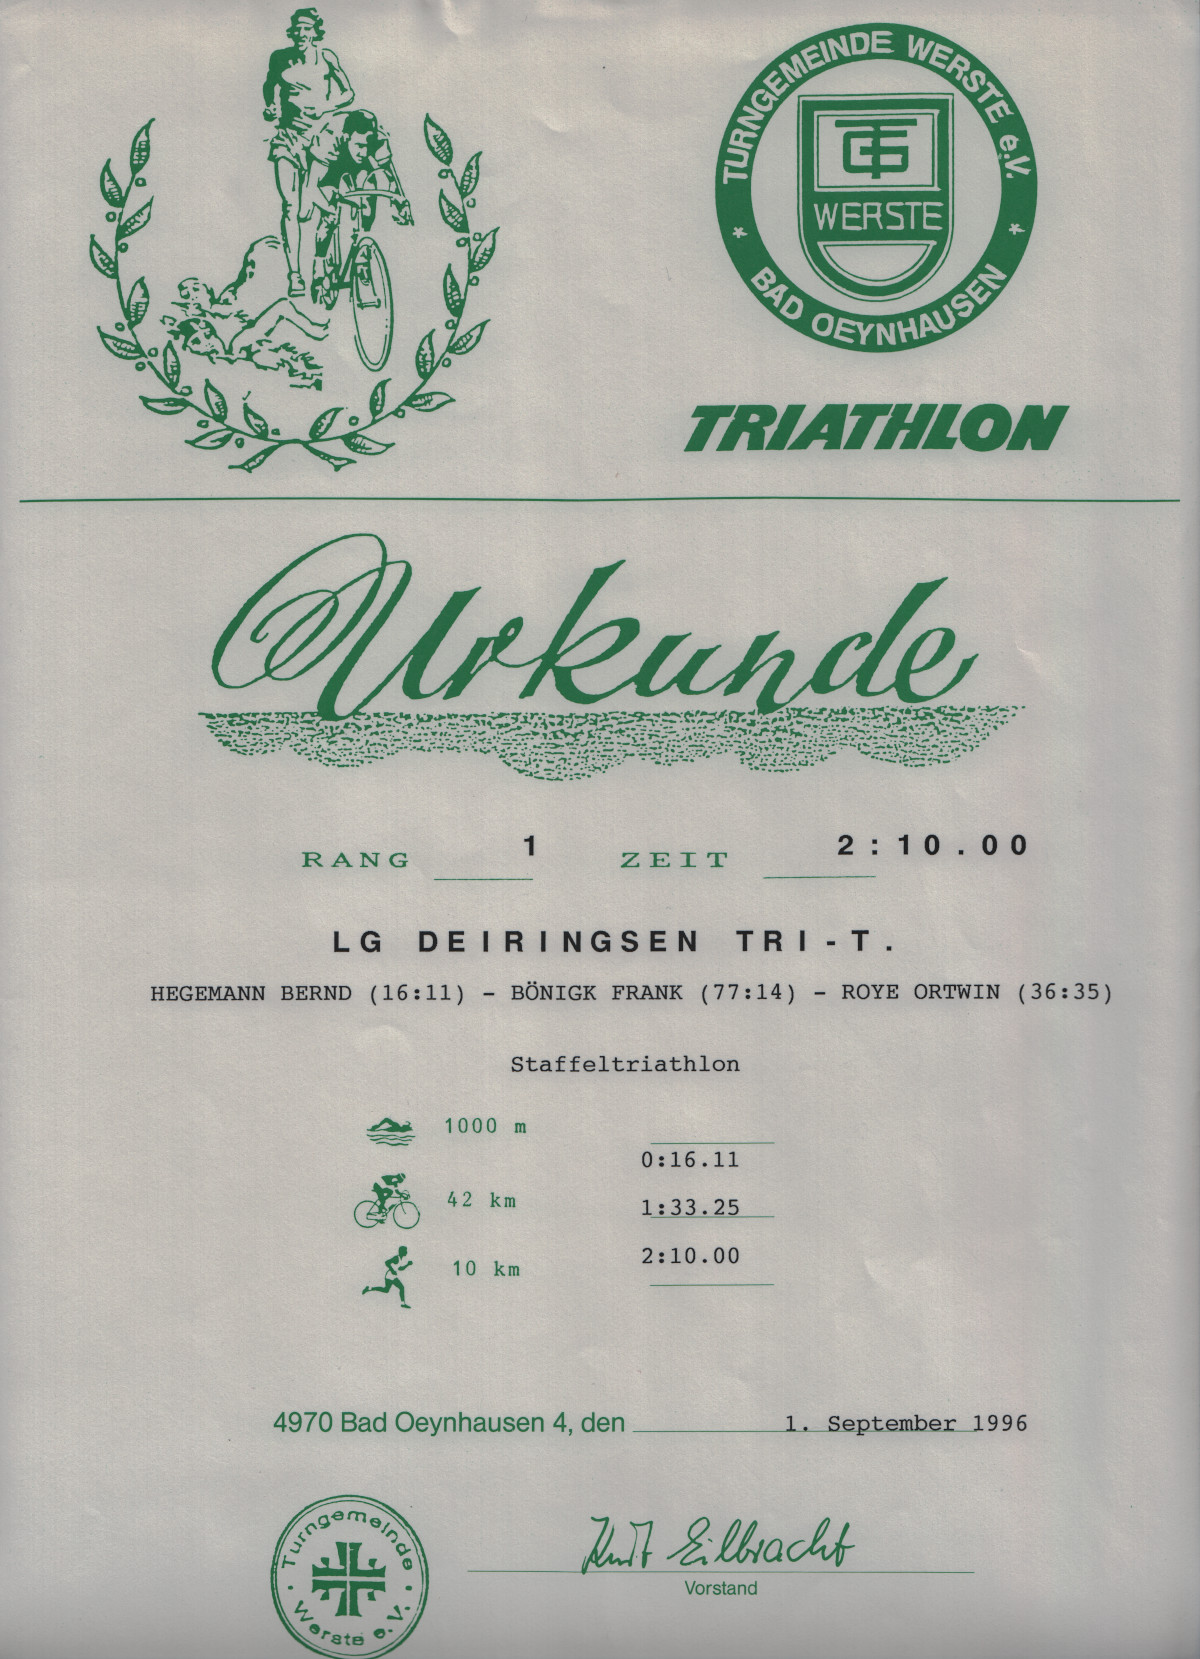 TURNGEMEINDE WERSTE e.V.
TG
WERSTE
* BAD OEYNHAUSEN *
TRIATHLON
Urkunde
RANG 1 ZEIT 2:10.00
LG DEIRINGSEN TRI-T.
HEGEMANN BERND (16:11) - BÖNIGK FRANK (77:14) - ROYE ORTWIN (36:35)
Staffeltriathlon
1000 m
0:16.11
42 km 1:33.25
10 km 2:10.00
4970 Bad Oeynhausen 4, den 1. September 1996
Kurt Eilbracht
Vorstand
Turngemeinde
Werste e.V.